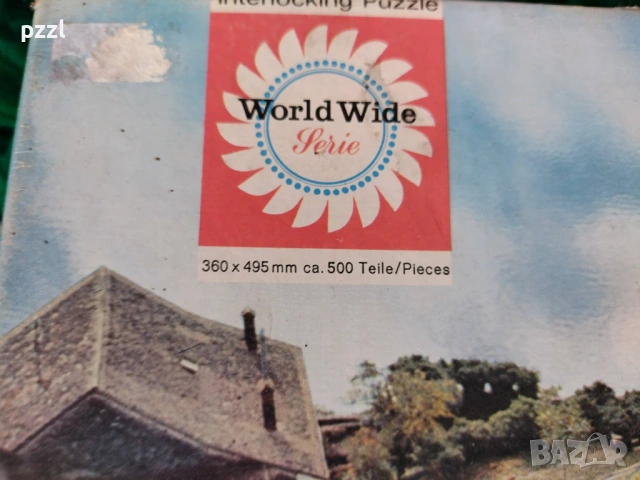 pzzl
Interlocking Puzzle
World Wide
Serie
360 x 495 mm ca. 500 Teile/Pieces
BAZAR